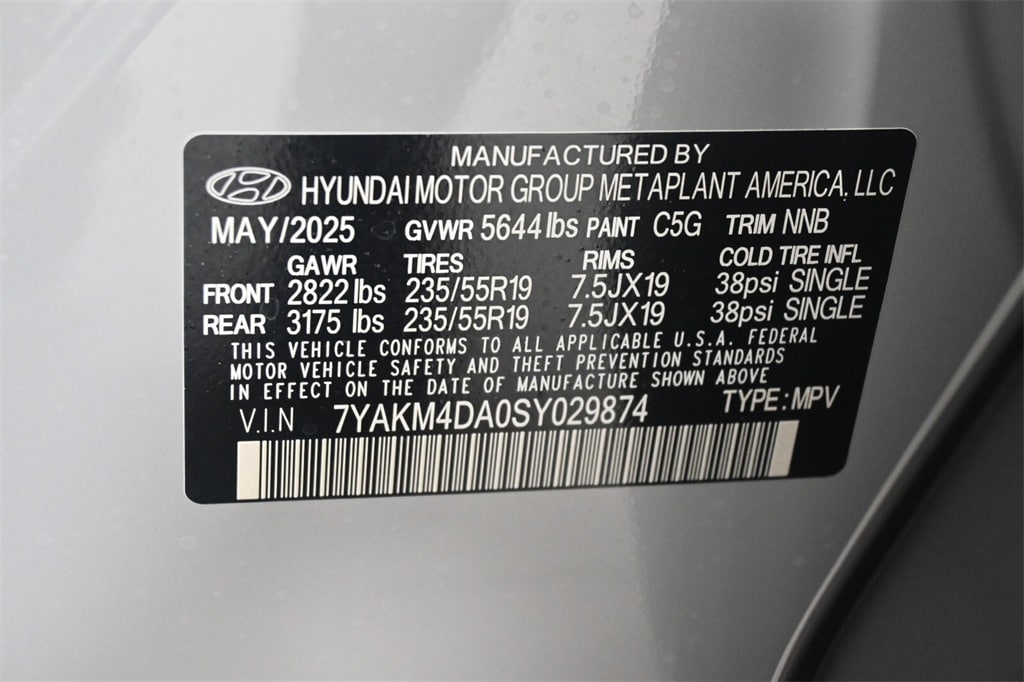 MANUFACTURED BY
HYUNDAI MOTOR GROUP METAPLANT AMERICA, LLC
MAY/2025 GVWR 5644 lbs PAINT C5G TRIM NNB
GAWR TIRES RIMS COLD TIRE INFL
FRONT 2822 lbs 235/55R19 7.5JX19 38psi SINGLE
REAR 3175 lbs 235/55R19 7.5JX19 38psi SINGLE
THIS VEHICLE CONFORMS TO ALL APPLICABLE U.S.A. FEDERAL
MOTOR VEHICLE SAFETY AND THEFT PREVENTION STANDARDS
IN EFFECT ON THE DATE OF MANUFACTURE SHOWN ABOVE
V.I.N 7YAKM4DA0SY029874 TYPE: MPV